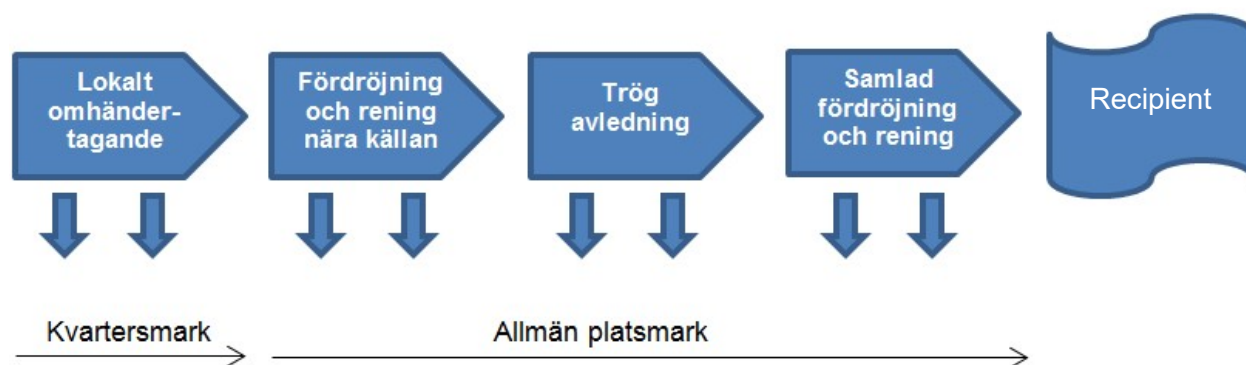 Lokalt
omhänder-
tagande
Fördröjning
och rening
nära källan
Trög
avledning
Samlad
fördröjning
och rening
Recipient
Kvartersmark
Allmän platsmark